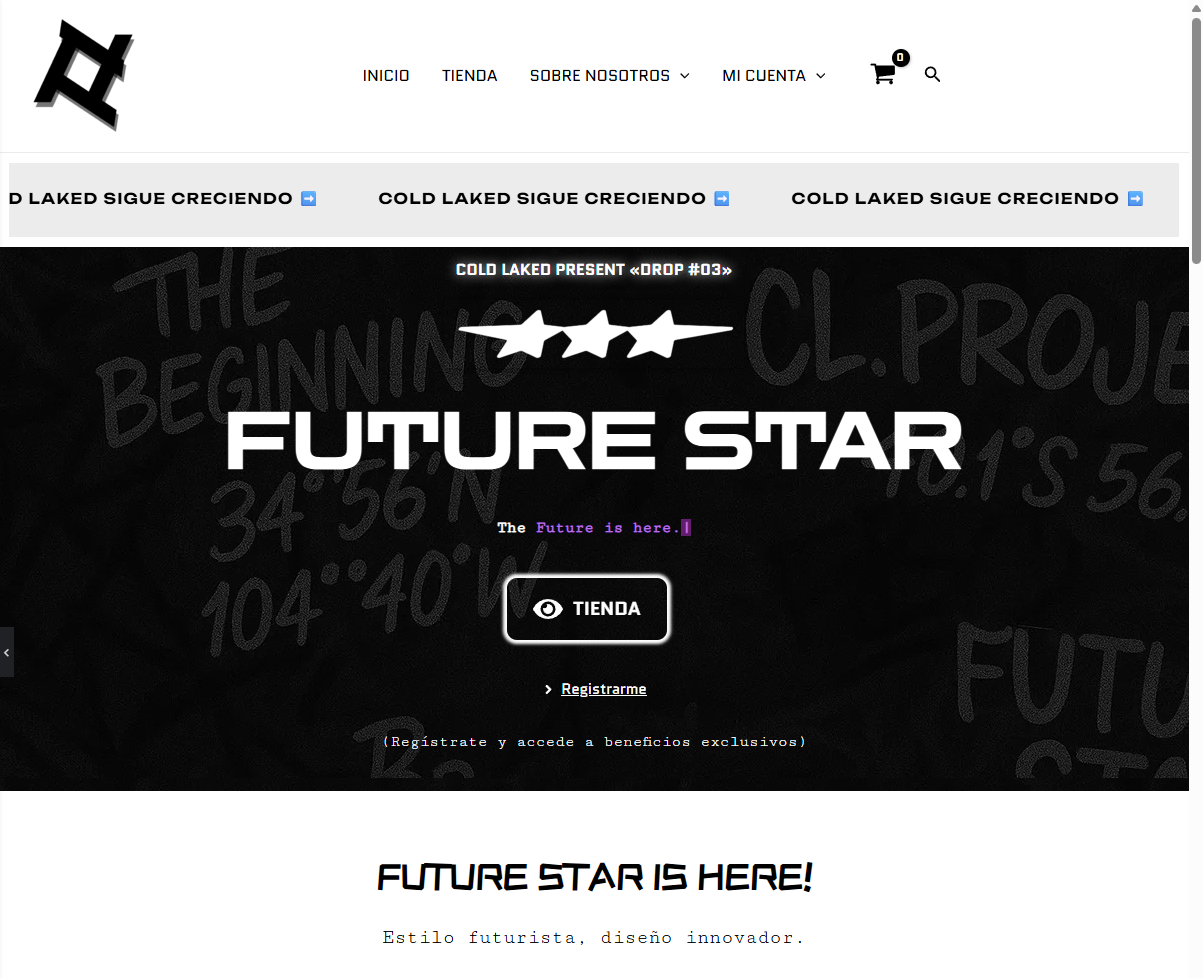 INICIO TIENDA SOBRE NOSOTROS MI CUENTA 0
D LAKED SIGUE CRECIENDO ➡️ COLD LAKED SIGUE CRECIENDO ➡️ COLD LAKED SIGUE CRECIENDO ➡️
COLD LAKED PRESENT «DROP #03»
THE
BEGINNING
CL.PROJE
FUTURE STAR
34°56'N
104°40°W
10.1°S 56.
The Future is here.|
TIENDA
Registrarme
FUTU
STA
(Regístrate y accede a beneficios exclusivos)
FUTURE STAR IS HERE!
Estilo futurista, diseño innovador.